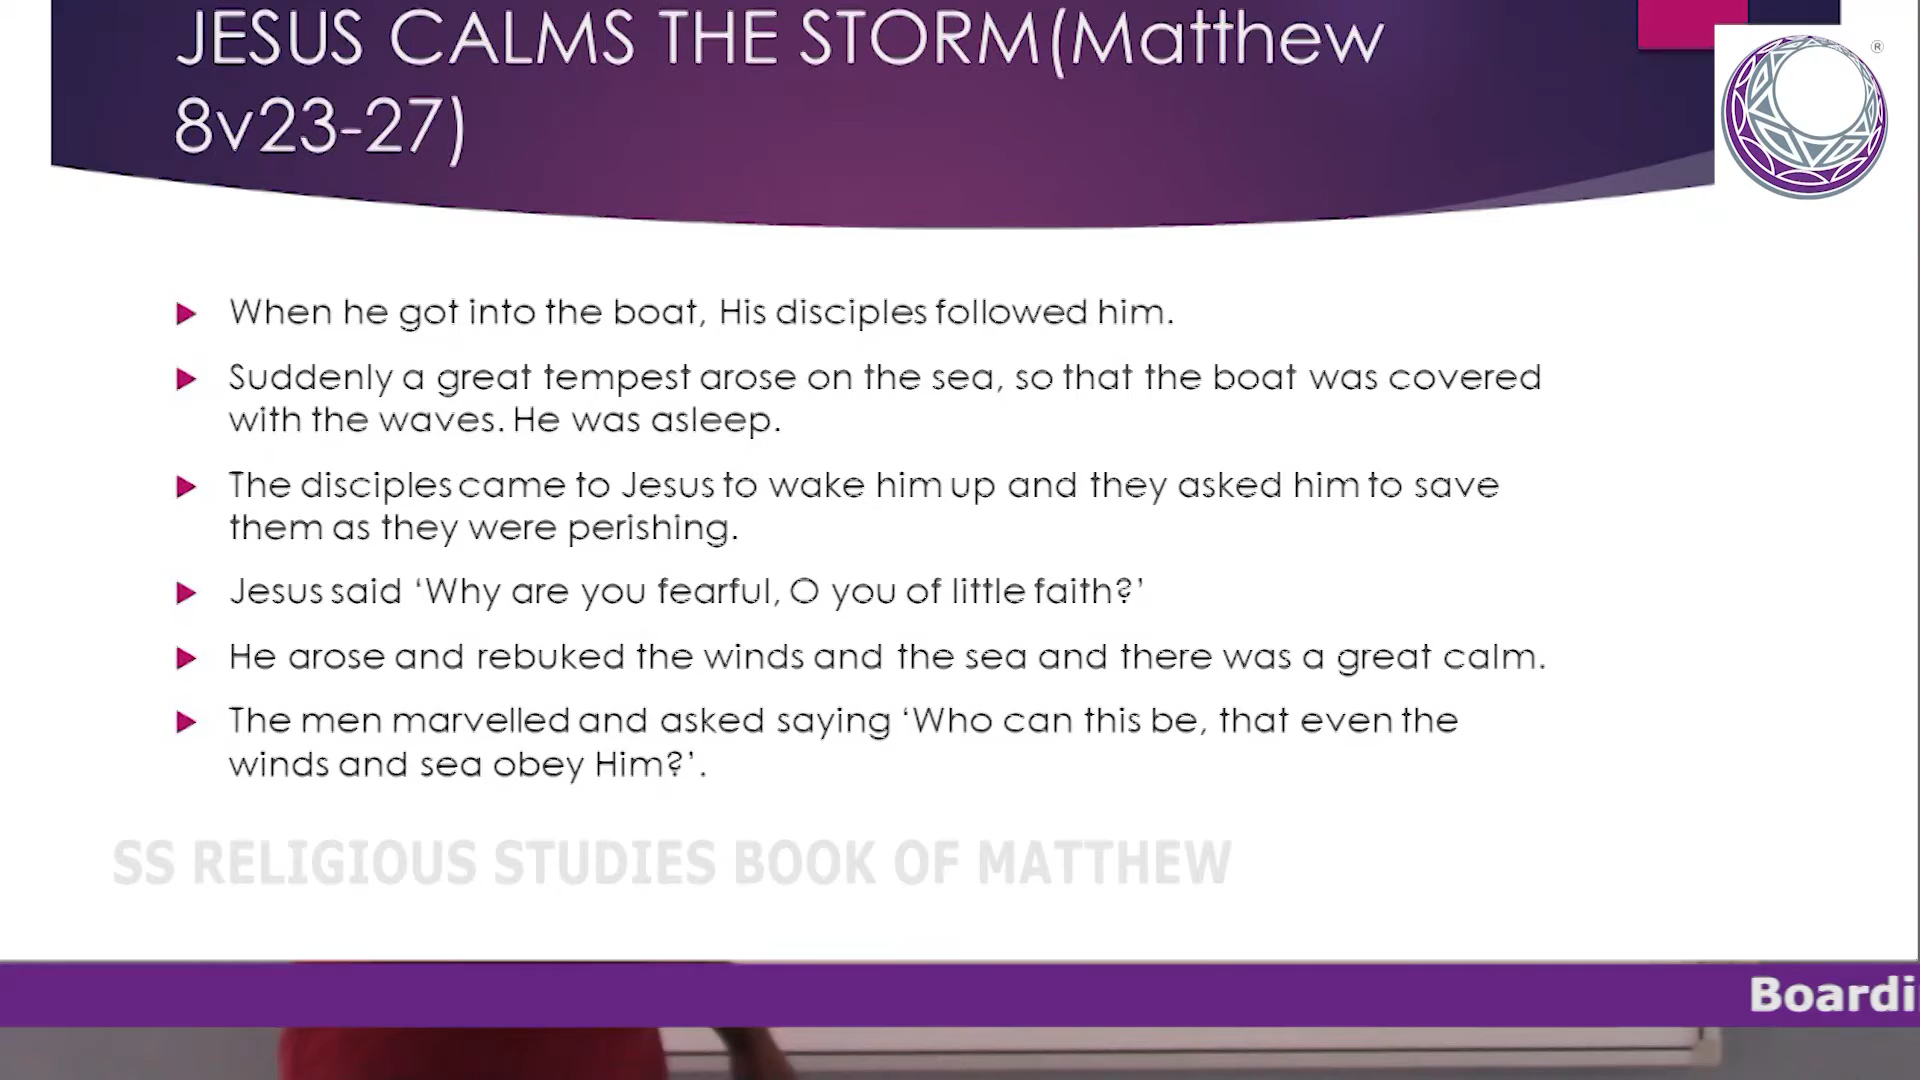 JESUS CALMS THE STORM(Matthew
8v23-27)
®
When he got into the boat, His disciples followed him.
Suddenly a great tempest arose on the sea, so that the boat was covered
with the waves. He was asleep.
The disciples came to Jesus to wake him up and they asked him to save
them as they were perishing.
Jesus said ‘Why are you fearful, O you of little faith?’
He arose and rebuked the winds and the sea and there was a great calm.
The men marvelled and asked saying ‘Who can this be, that even the
winds and sea obey Him?’.
SS RELIGIOUS STUDIES BOOK OF MATTHEW
Boardi